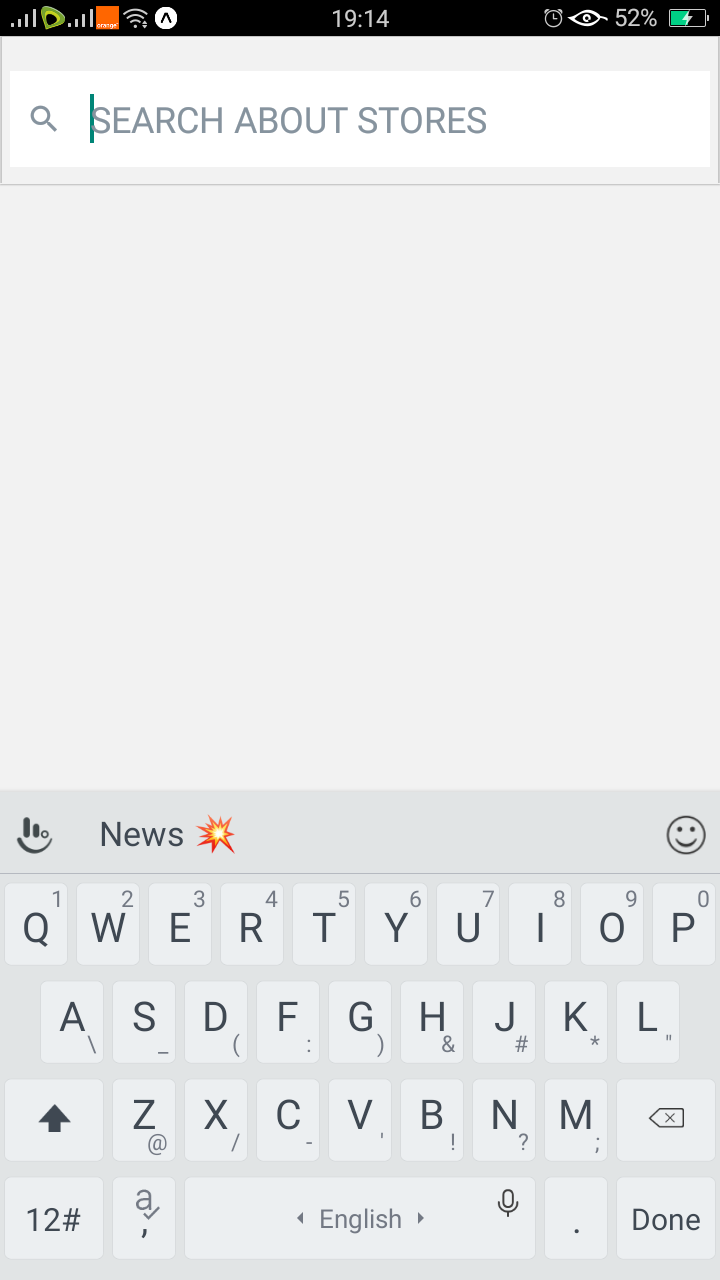 orange 19:14 52%
SEARCH ABOUT STORES
News 💥
1 2 3 4 5 6 7 8 9 0
Q W E R T Y U I O P
A S D F G H J K L
\ _ ( : ) & # * "
Z X C V B N M
@ / - ' ! ? ;
12# a , English . Done